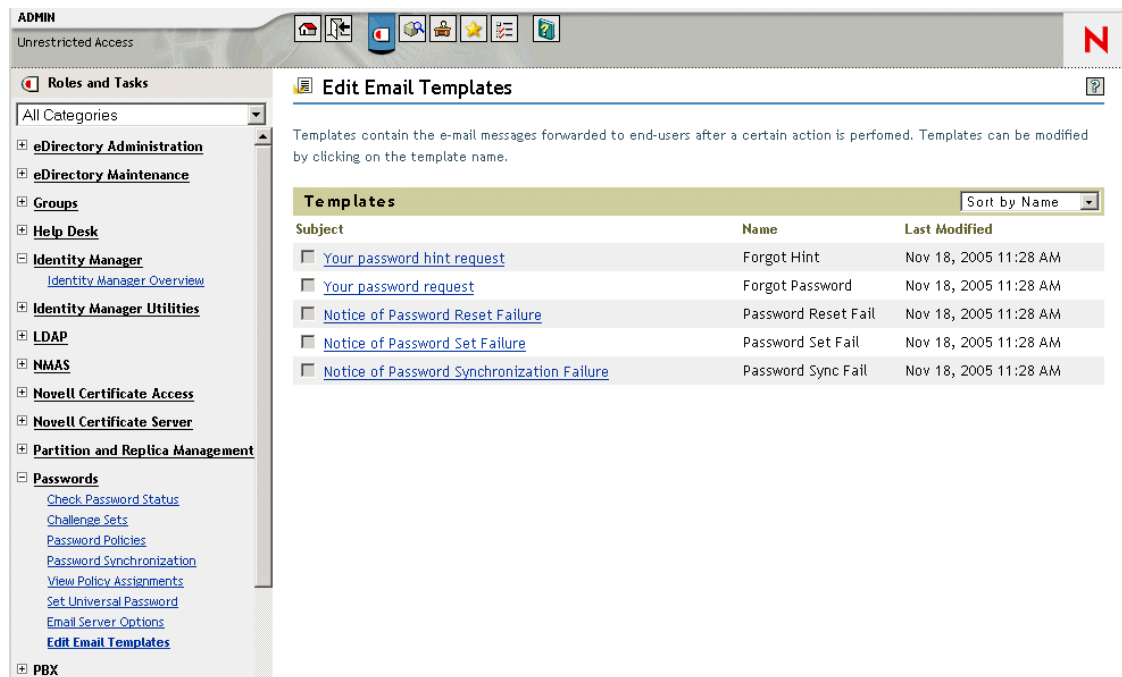 ADMIN
Unrestricted Access
N
Roles and Tasks
All Categories
eDirectory Administration
eDirectory Maintenance
Groups
Help Desk
Identity Manager
Identity Manager Overview
Identity Manager Utilities
LDAP
NMAS
Novell Certificate Access
Novell Certificate Server
Partition and Replica Management
Passwords
Check Password Status
Challenge Sets
Password Policies
Password Synchronization
View Policy Assignments
Set Universal Password
Email Server Options
Edit Email Templates
PBX
Edit Email Templates
?
Templates contain the e-mail messages forwarded to end-users after a certain action is perfomed. Templates can be modified
by clicking on the template name.
Templates Sort by Name
Subject Name Last Modified
Your password hint request Forgot Hint Nov 18, 2005 11:28 AM
Your password request Forgot Password Nov 18, 2005 11:28 AM
Notice of Password Reset Failure Password Reset Fail Nov 18, 2005 11:28 AM
Notice of Password Set Failure Password Set Fail Nov 18, 2005 11:28 AM
Notice of Password Synchronization Failure Password Sync Fail Nov 18, 2005 11:28 AM